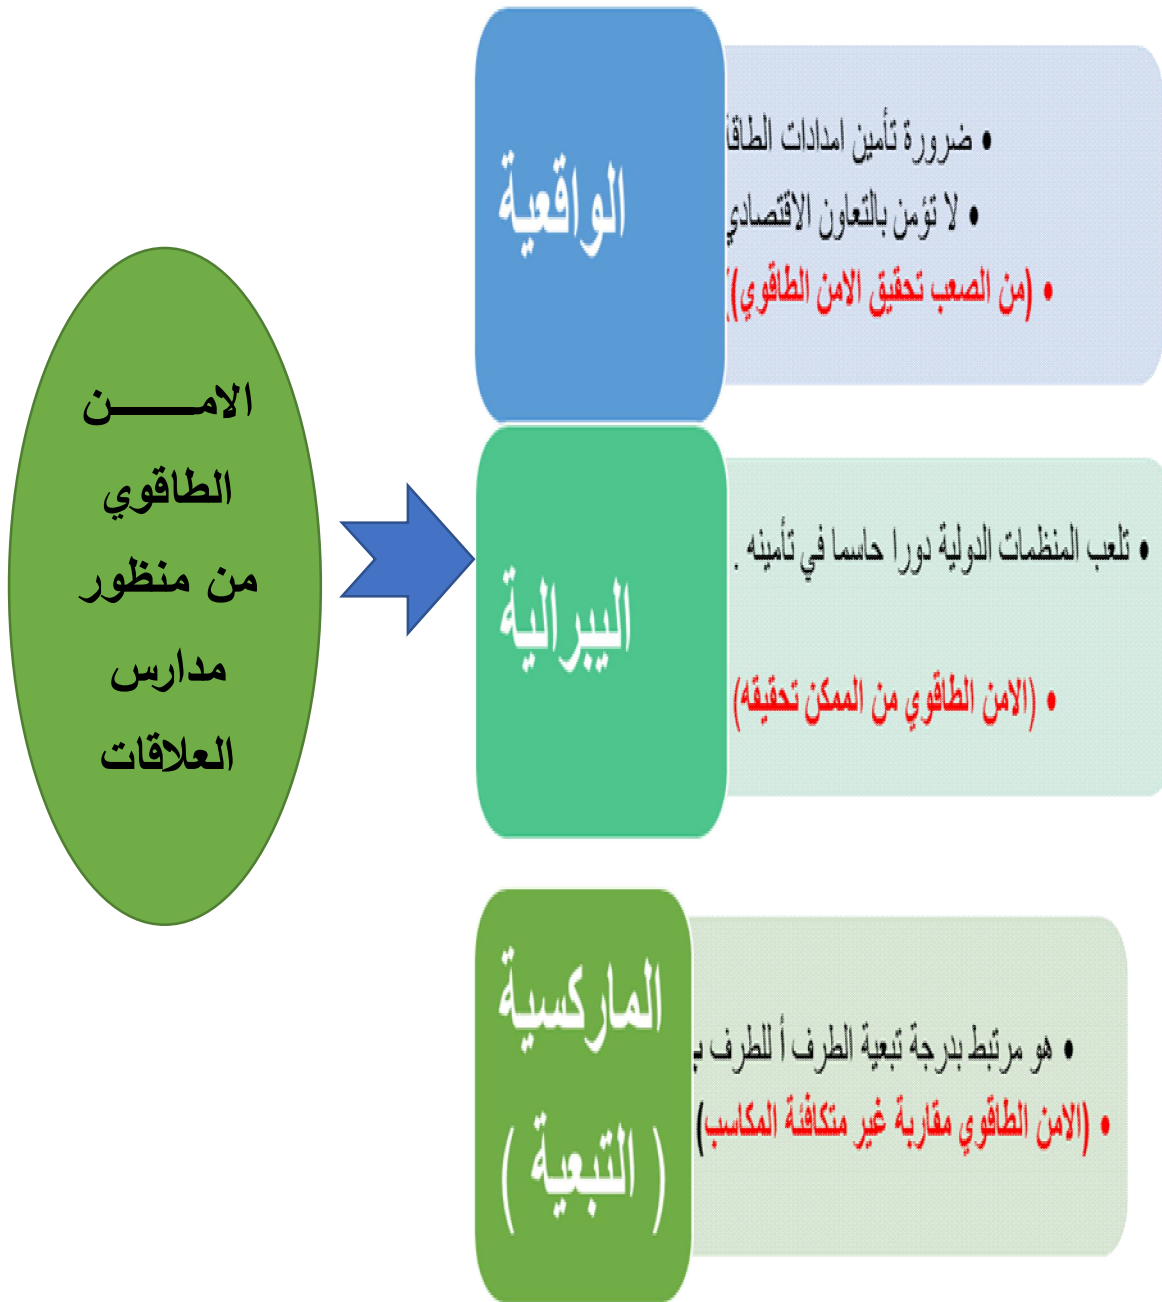 الامـــــــن
الطاقوي
من منظور
مدارس
العلاقات
الواقعية
• ضرورة تأمين امدادات الطاقة
• لا تؤمن بالتعاون الاقتصادي
• (من الصعب تحقيق الامن الطاقوي))
الليبرالية
• تلعب المنظمات الدولية دورا حاسما في تأمينه .
• (الامن الطاقوي من الممكن تحقيقه)
الماركسية
( التبعية )
• هو مرتبط بدرجة تبعية الطرف أ للطرف ب
• (الامن الطاقوي مقاربة غير متكافئة المكاسب)